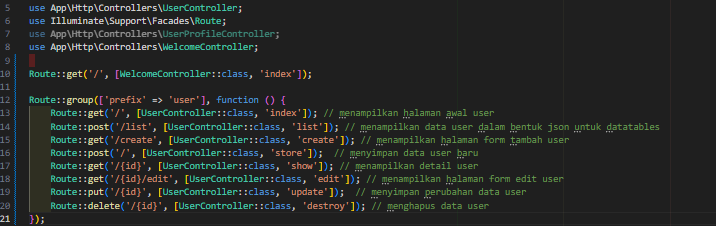 5 use App\Http\Controllers\UserController;
6 use Illuminate\Support\Facades\Route;
7 use App\Http\Controllers\UserProfileController;
8 use App\Http\Controllers\WelcomeController;
9
10 Route::get('/', [WelcomeController::class, 'index']);
11
12 Route::group(['prefix' => 'user'], function () {
13 Route::get('/', [UserController::class, 'index']); // menampilkan halaman awal user
14 Route::post('/list', [UserController::class, 'list']); // menampilkan data user dalam bentuk json untuk datatables
15 Route::get('/create', [UserController::class, 'create']); // menampilkan halaman form tambah user
16 Route::post('/', [UserController::class, 'store']); // menyimpan data user baru
17 Route::get('/{id}', [UserController::class, 'show']); // menampilkan detail user
18 Route::get('/{id}/edit', [UserController::class, 'edit']); // menampilkan halaman form edit user
19 Route::put('/{id}', [UserController::class, 'update']); // menyimpan perubahan data user
20 Route::delete('/{id}', [UserController::class, 'destroy']); // menghapus data user
21 });